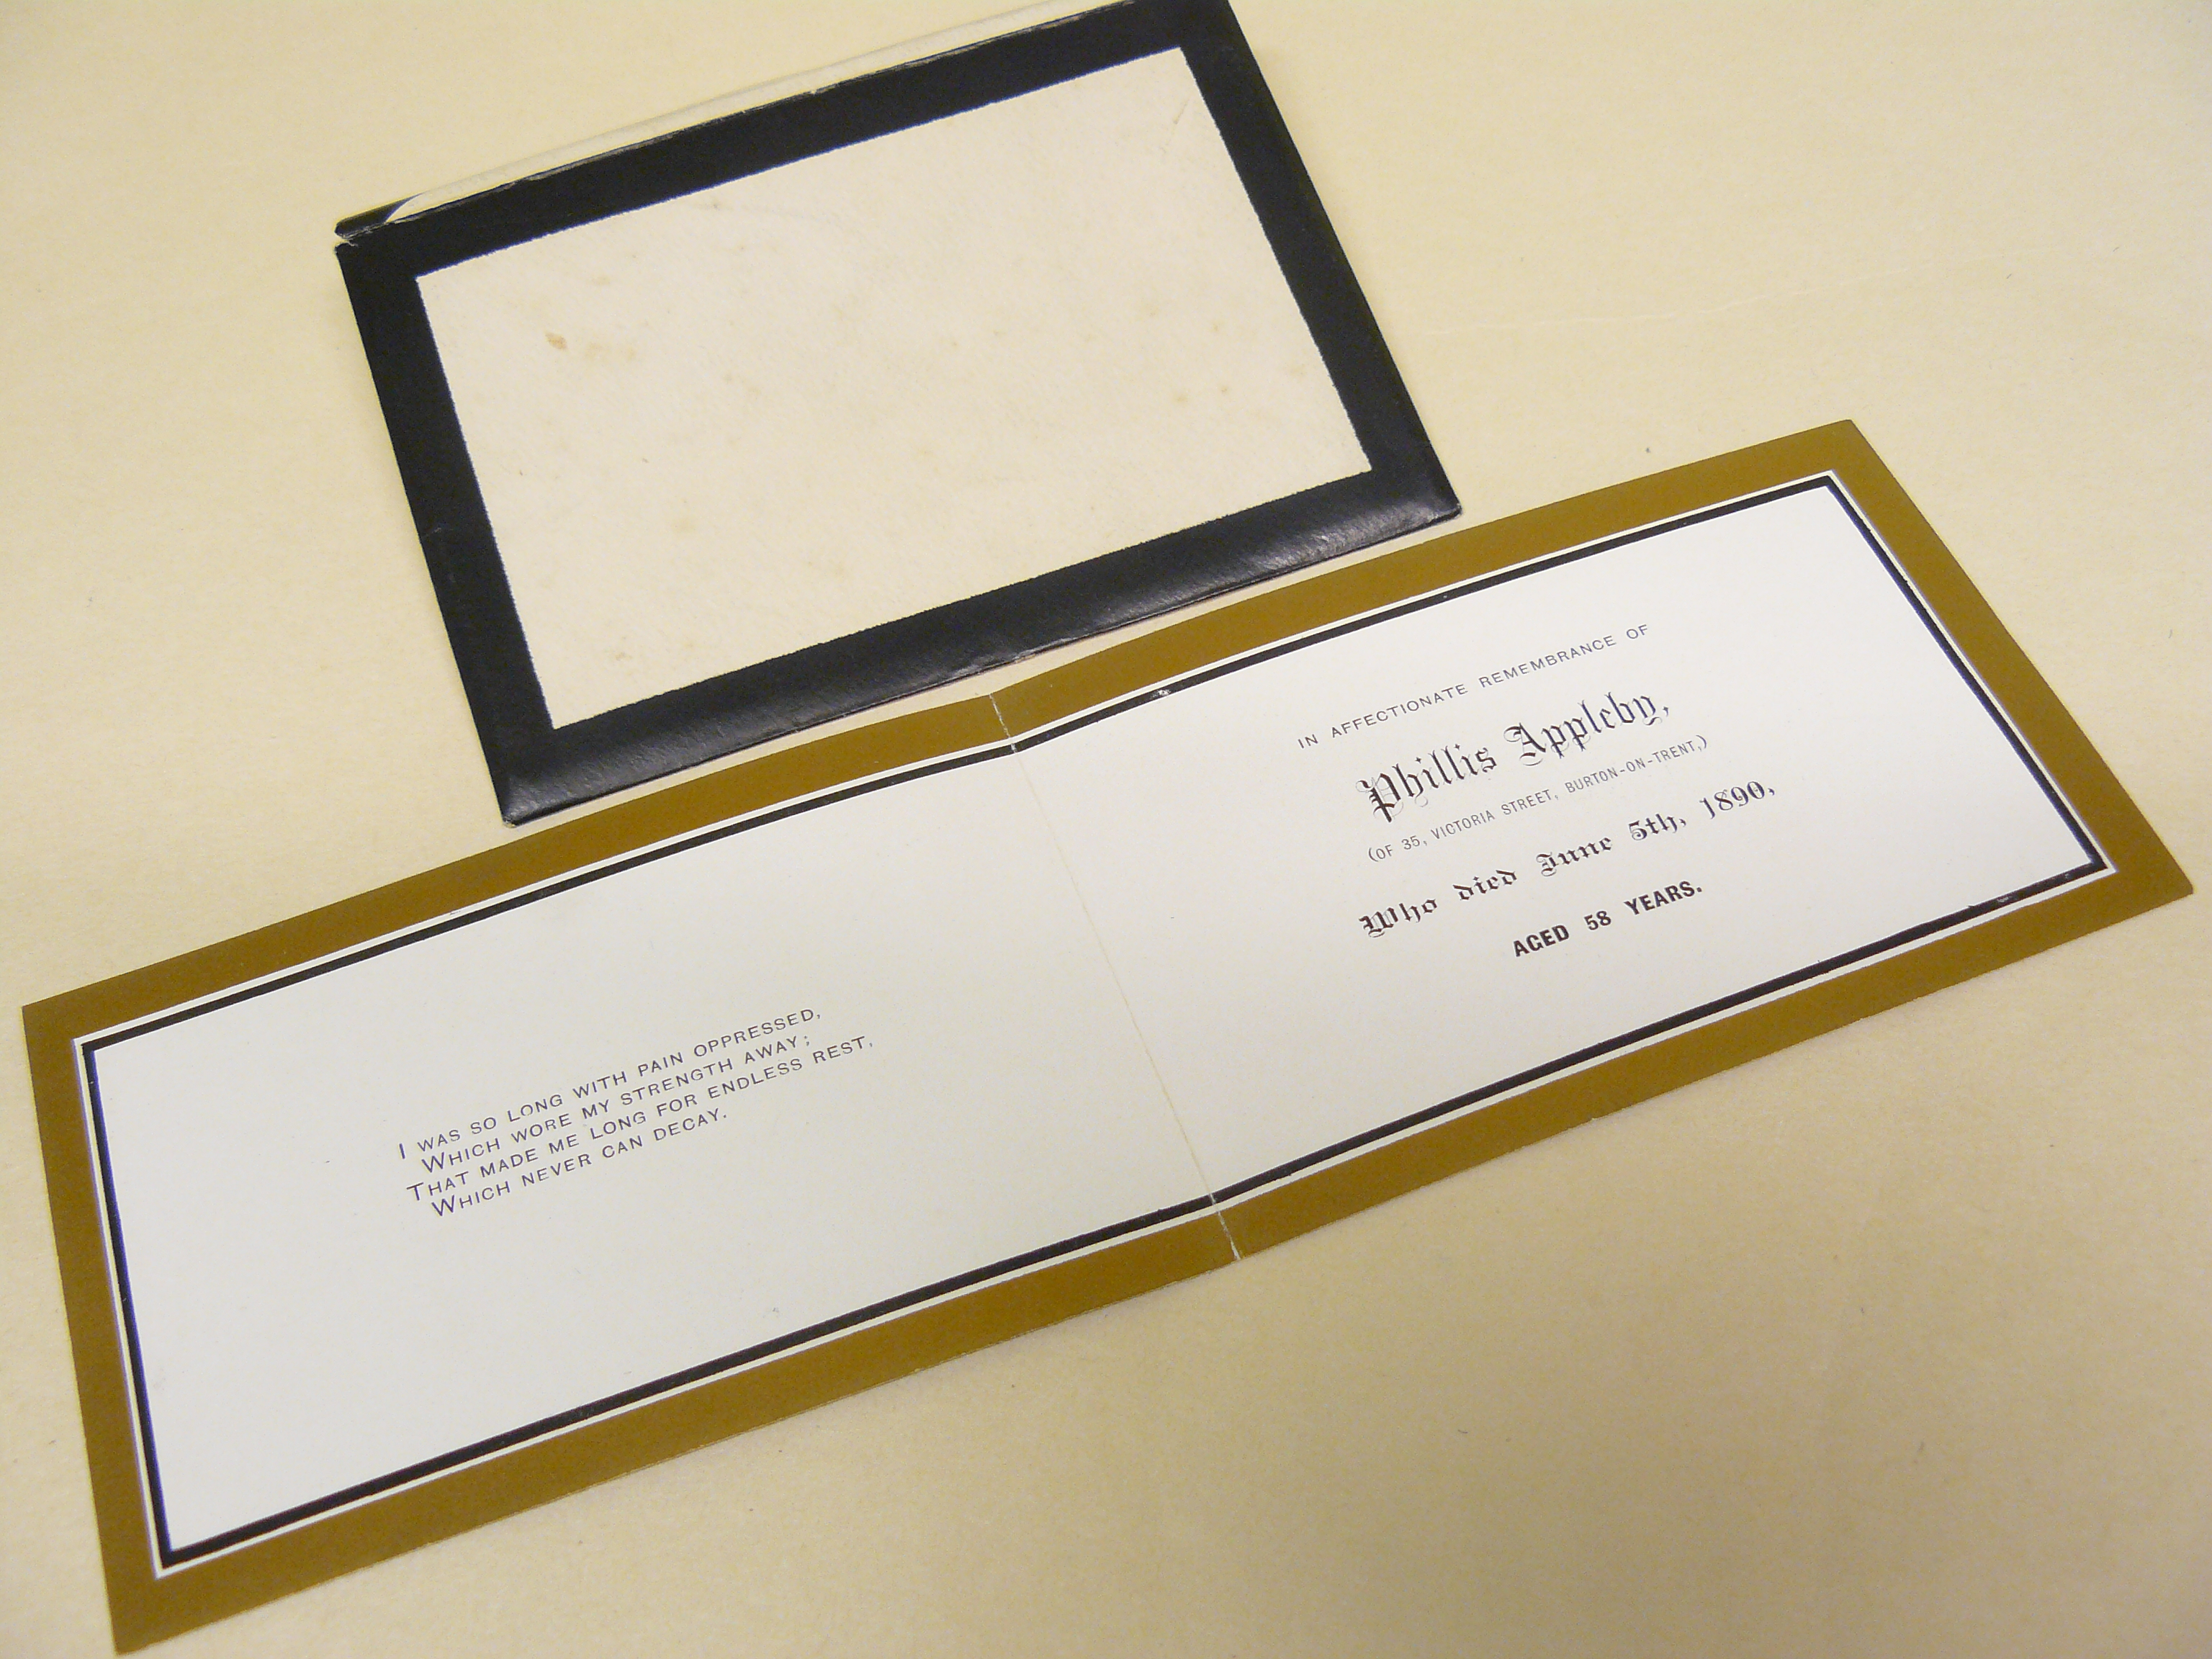 I WAS SO LONG WITH PAIN OPPRESSED,
WHICH WORE MY STRENGTH AWAY;
THAT MADE ME LONG FOR ENDLESS REST,
WHICH NEVER CAN DECAY.
IN AFFECTIONATE REMEMBRANCE OF
Phillis Appleby,
(OF 35, VICTORIA STREET, BURTON-ON-TRENT,)
Who died June 5th, 1890,
AGED 58 YEARS.